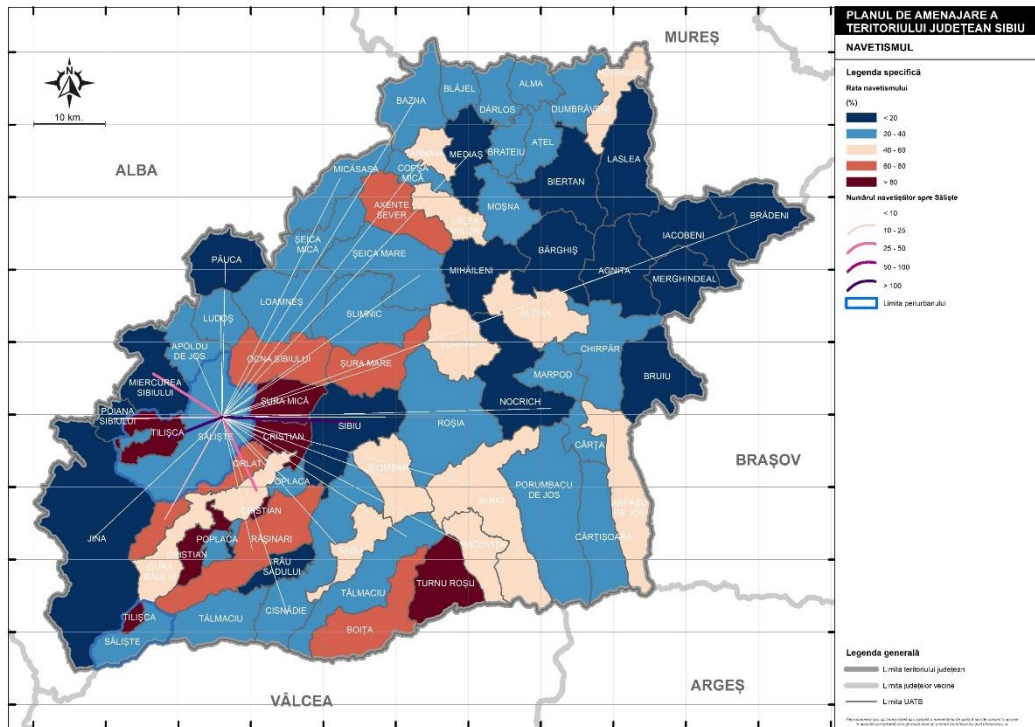 PLANUL DE AMENAJARE A
TERITORIULUI JUDEȚEAN SIBIU
NAVETISMUL
Legenda specifică
Rata navetismului
(%)
< 20
20 - 40
40 - 60
60 - 80
> 80
Numărul navetiștilor spre Săliște
< 10
10 - 25
25 - 50
50 - 100
> 100
Limita periurbanului
Legenda generală
Limita teritoriului județean
Limita județelor vecine
Limita UATB
N
10 km.
MUREȘ
ALBA
BRAȘOV
ARGEȘ
VÂLCEA
BAZNA
BLĂJEL
DÂRLOS
ALMA
DUMBRĂVENI
MEDIAȘ
BRATEIU
AȚEL
LASLEA
BIERTAN
MICĂSASA
COPȘA
MICĂ
AXENTE
SEVER
MOȘNA
BRĂDENI
IACOBENI
BÂRGHIȘ
AGNITA
MERGHINDEAL
ȘEICA
MICĂ
ȘEICA MARE
MIHĂILENI
PĂUCA
LOAMNEȘ
SLIMNIC
ALȚINA
LUDOȘ
APOLDU
DE JOS
OCNA SIBIULUI
ȘURA MARE
CHIRPĂR
MARPOD
BRUIU
MIERCUREA
SIBIULUI
ȘURA MICĂ
NOCRICH
POIANA
SIBIULUI
TILIȘCA
SĂLIȘTE
CRISTIAN
SIBIU
ROȘIA
CÂRȚA
ORLAT
POPLACA
ȘELIMBĂR
PORUMBACU
DE JOS
AVRIG
CRISTIAN
JINA
CRISTIAN
POPLACA
RĂȘINARI
SADU
RACOVIȚA
CÂRȚIȘOARA
GURA
RÂULUI
RÂU
SADULUI
TURNU ROȘU
TĂLMACIU
CISNĂDIE
TILIȘCA
TĂLMACIU
BOIȚA
SĂLIȘTE